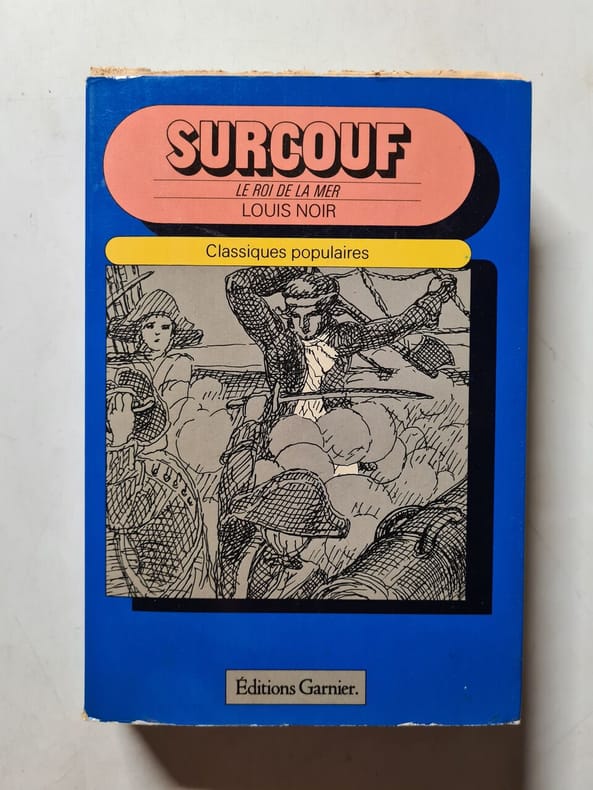 SURCOUF
LE ROI DE LA MER
LOUIS NOIR
Classiques populaires
Éditions Garnier.